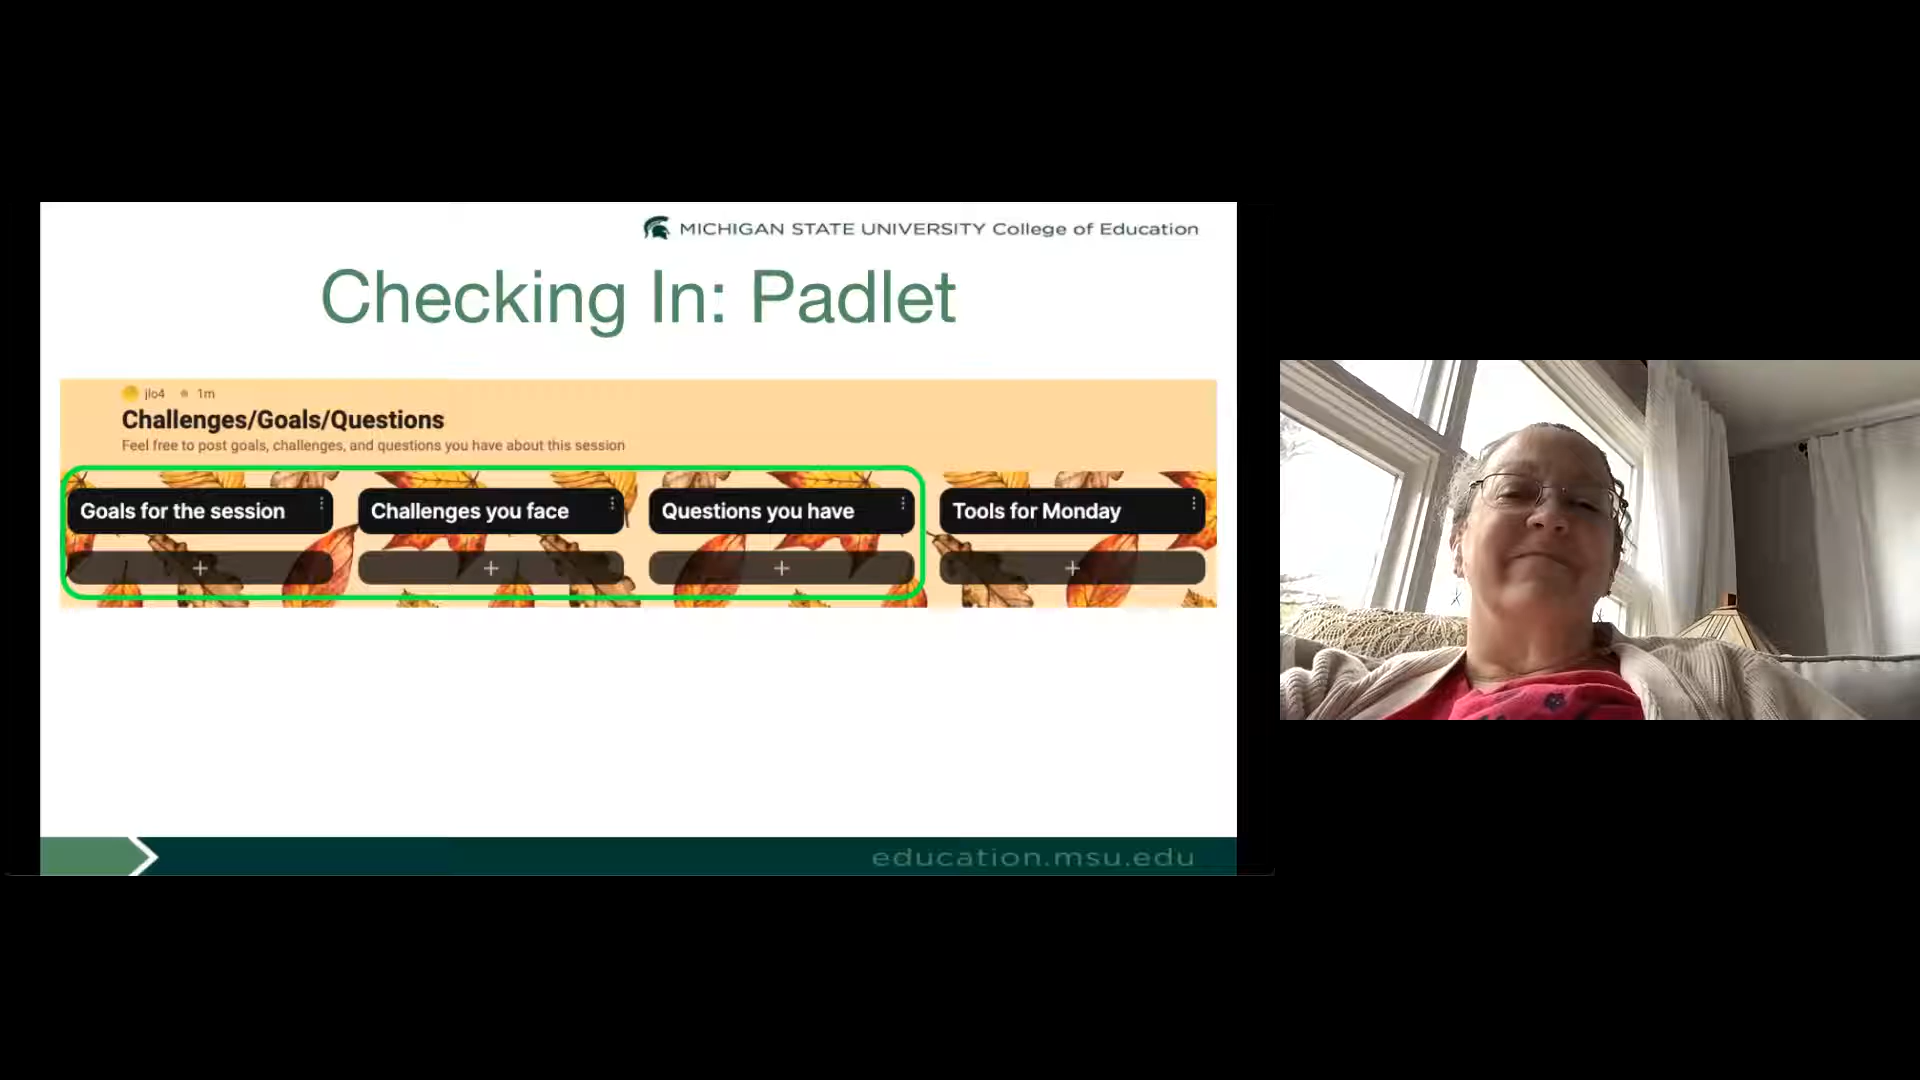 MICHIGAN STATE UNIVERSITY College of Education
Checking In: Padlet
jlo4 1m
Challenges/Goals/Questions
Feel free to post goals, challenges, and questions you have about this session
Goals for the session
Challenges you face
Questions you have
Tools for Monday
+ + + +
education.msu.edu